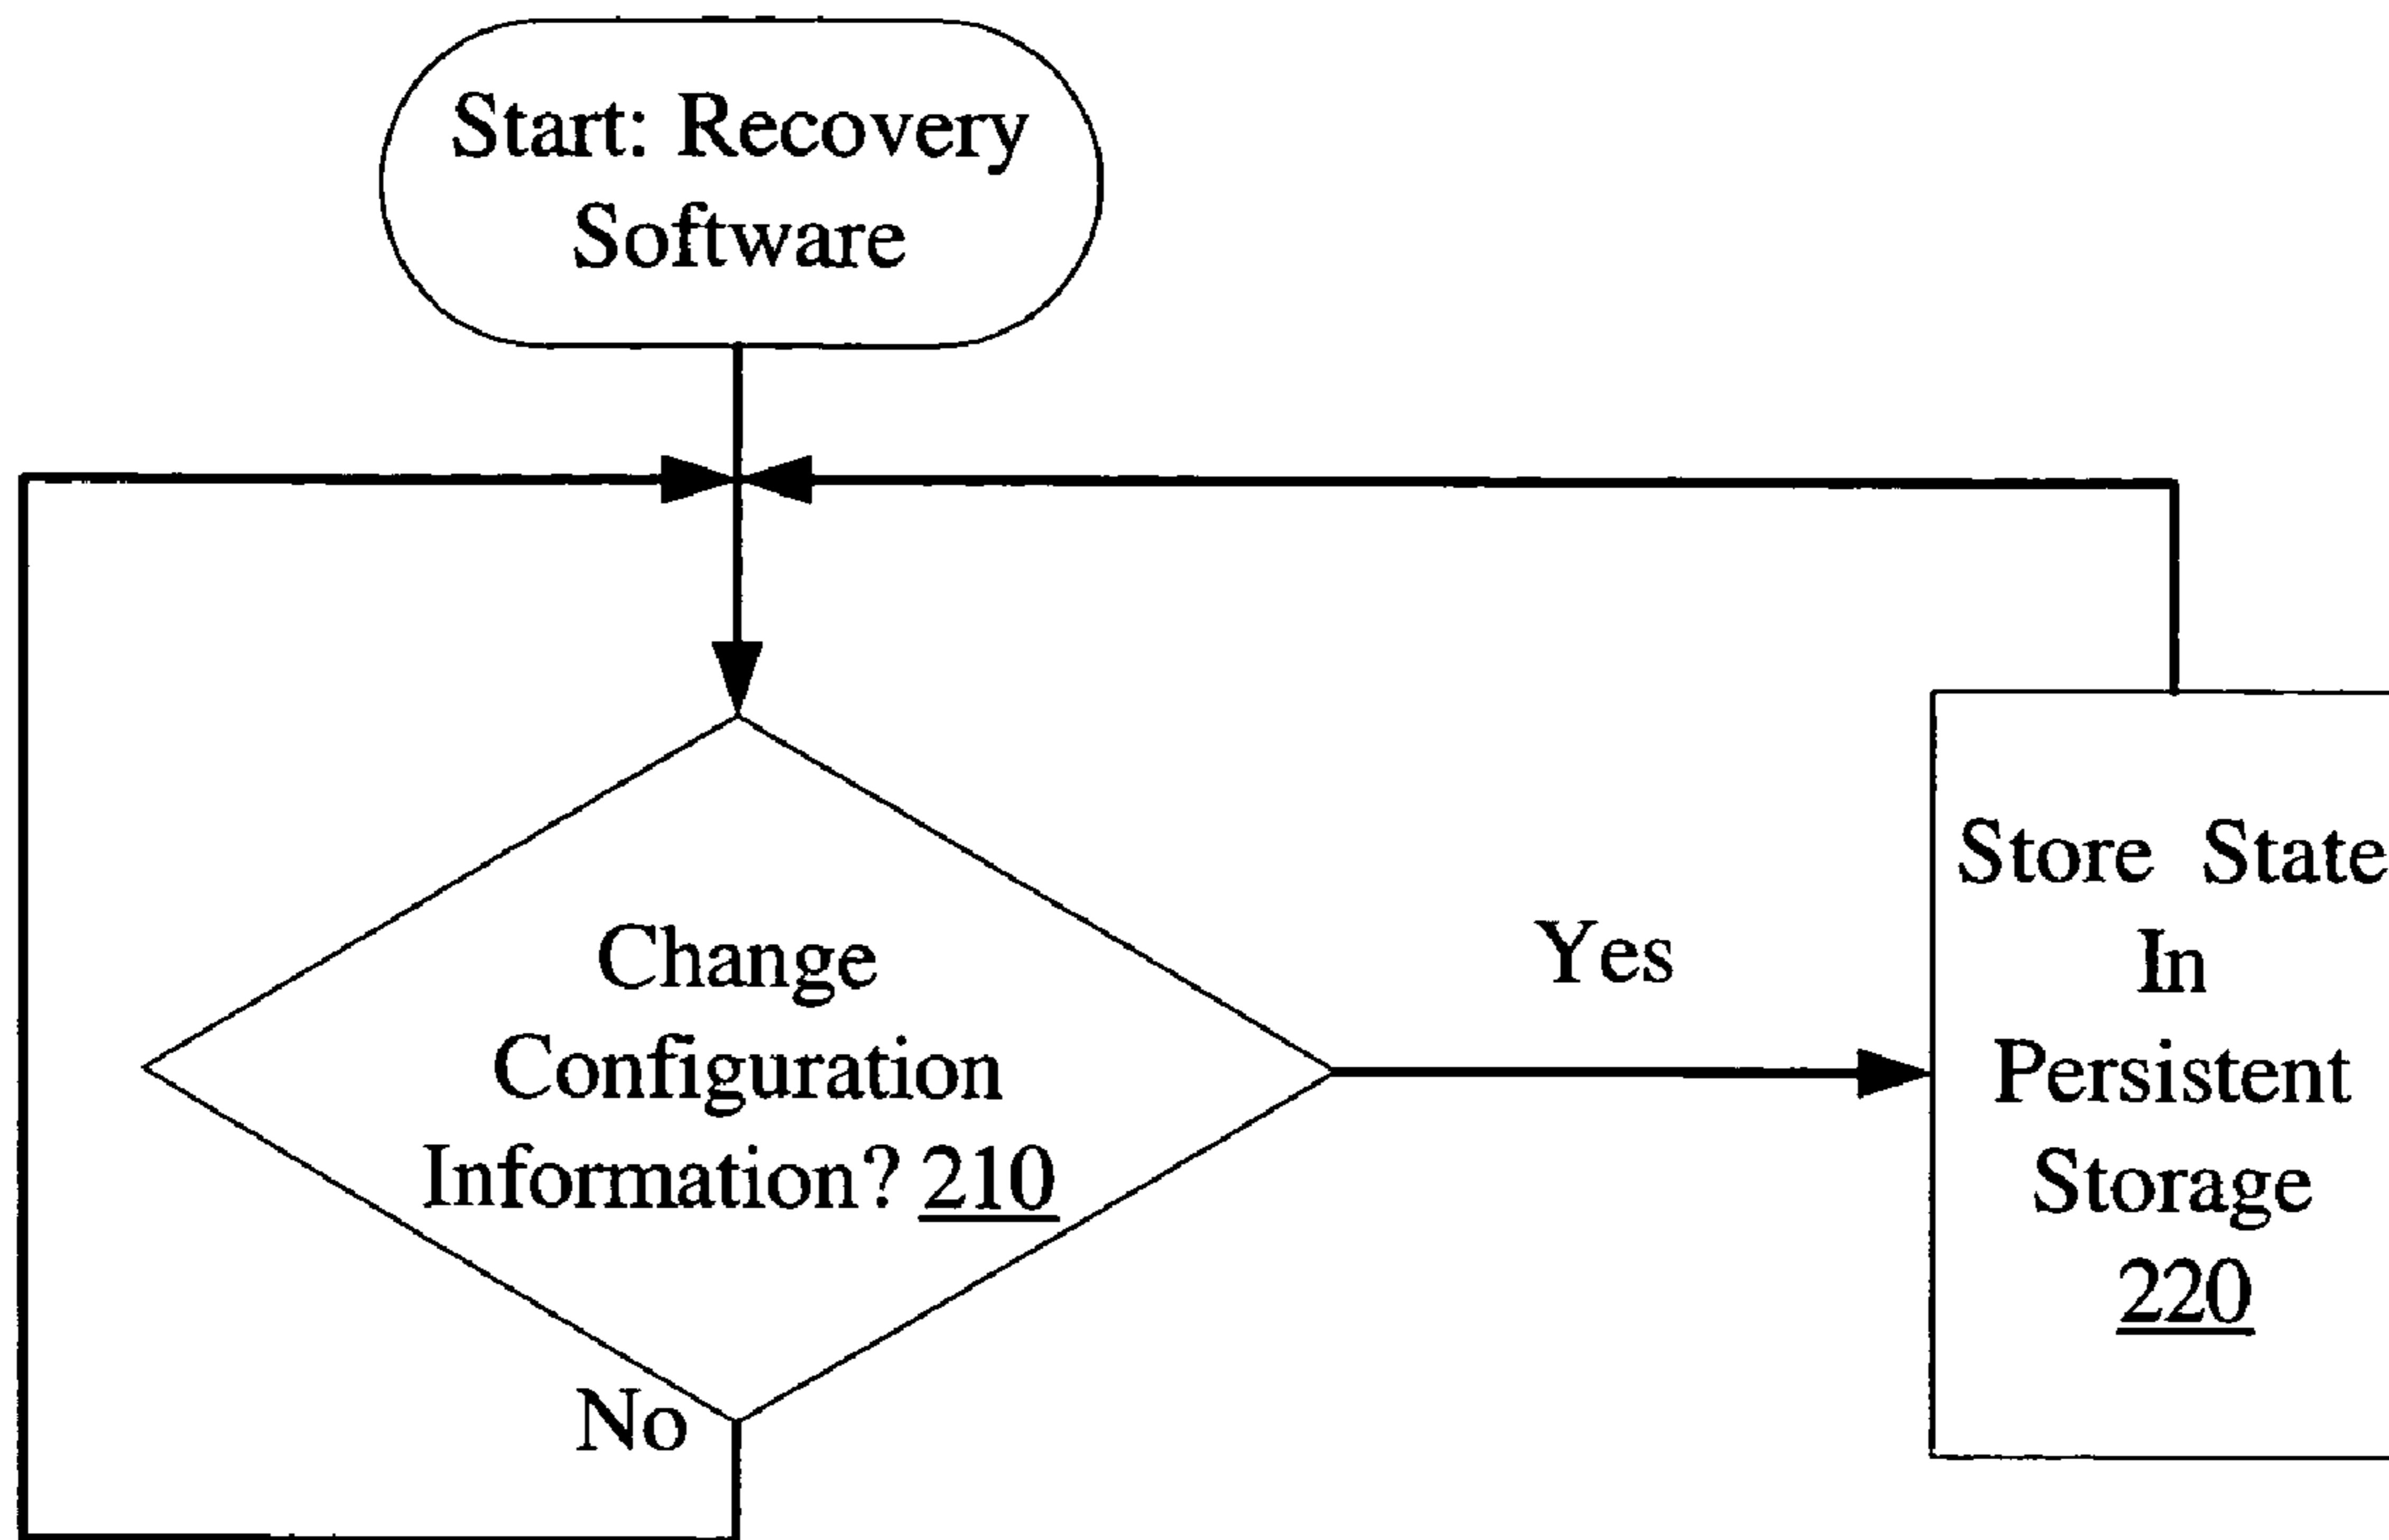 Start: Recovery
Software
Change
Configuration
Information? 210
Yes
Store State
In
Persistent
Storage
220
No